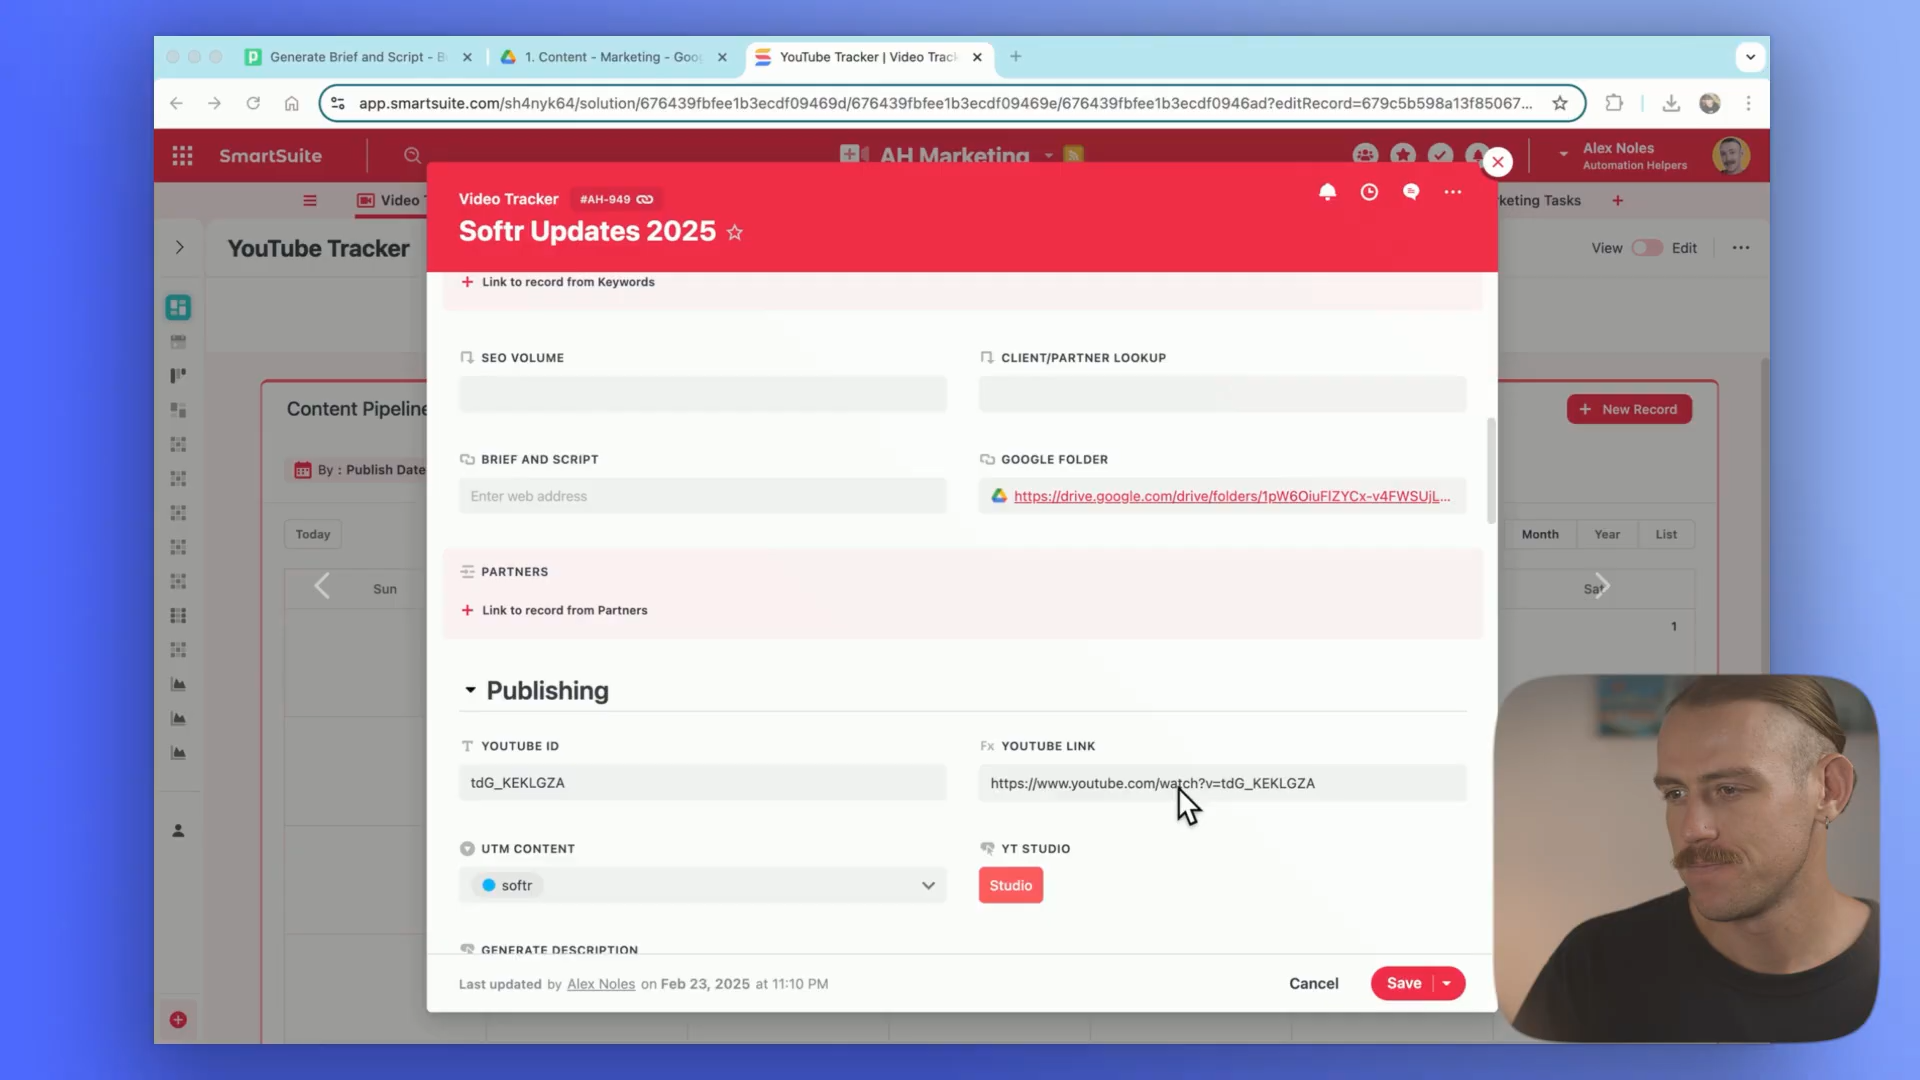 Generate Brief and Script - B
1. Content - Marketing - Goo
YouTube Tracker | Video Trac
app.smartsuite.com/sh4nyk64/solution/676439fbfee1b3ecdf09469d/676439fbfee1b3ecdf09469e/676439fbfee1b3ecdf0946ad?editRecord=679c5b598a13f85067...
SmartSuite
AH Marketing
Alex Noles
Automation Helpers
Video
keting Tasks
YouTube Tracker
View
Edit
Video Tracker
#AH-949
Softr Updates 2025
Link to record from Keywords
SEO VOLUME
CLIENT/PARTNER LOOKUP
Content Pipeline
New Record
By : Publish Date
BRIEF AND SCRIPT
GOOGLE FOLDER
Enter web address
https://drive.google.com/drive/folders/1pW6OiuFIZYCx-v4FWSUjL...
Today
Month
Year
List
PARTNERS
Sun
Sat
Link to record from Partners
1
Publishing
YOUTUBE ID
YOUTUBE LINK
tdG_KEKLGZA
https://www.youtube.com/watch?v=tdG_KEKLGZA
UTM CONTENT
YT STUDIO
softr
Studio
GENERATE DESCRIPTION
Last updated by Alex Noles on Feb 23, 2025 at 11:10 PM
Cancel
Save